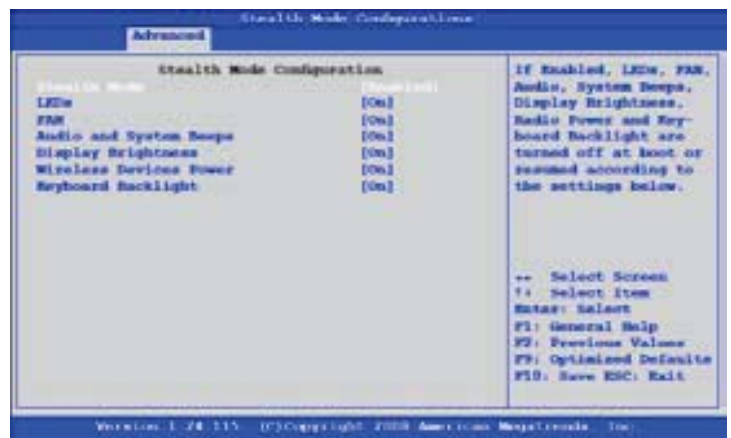 Stealth Mode Configurations
Advanced
Stealth Mode Configuration
Stealth Mode [Enabled]
LEDs [On]
FAN [On]
Audio and System Beeps [On]
Display Brightness [On]
Wireless Devices Power [On]
Keyboard Backlight [On]
If Enabled, LEDs, FAN,
Audio, System Beeps,
Display Brightness,
Radio Power and Key-
board Backlight are
turned off at boot or
resumed according to
the settings below.
Select Screen
↑↓ Select Item
Enter: Select
F1: General Help
F2: Previous Values
F9: Optimized Defaults
F10: Save ESC: Exit
Version 1.24.115. (C)Copyright 2008 American Megatrends, Inc.